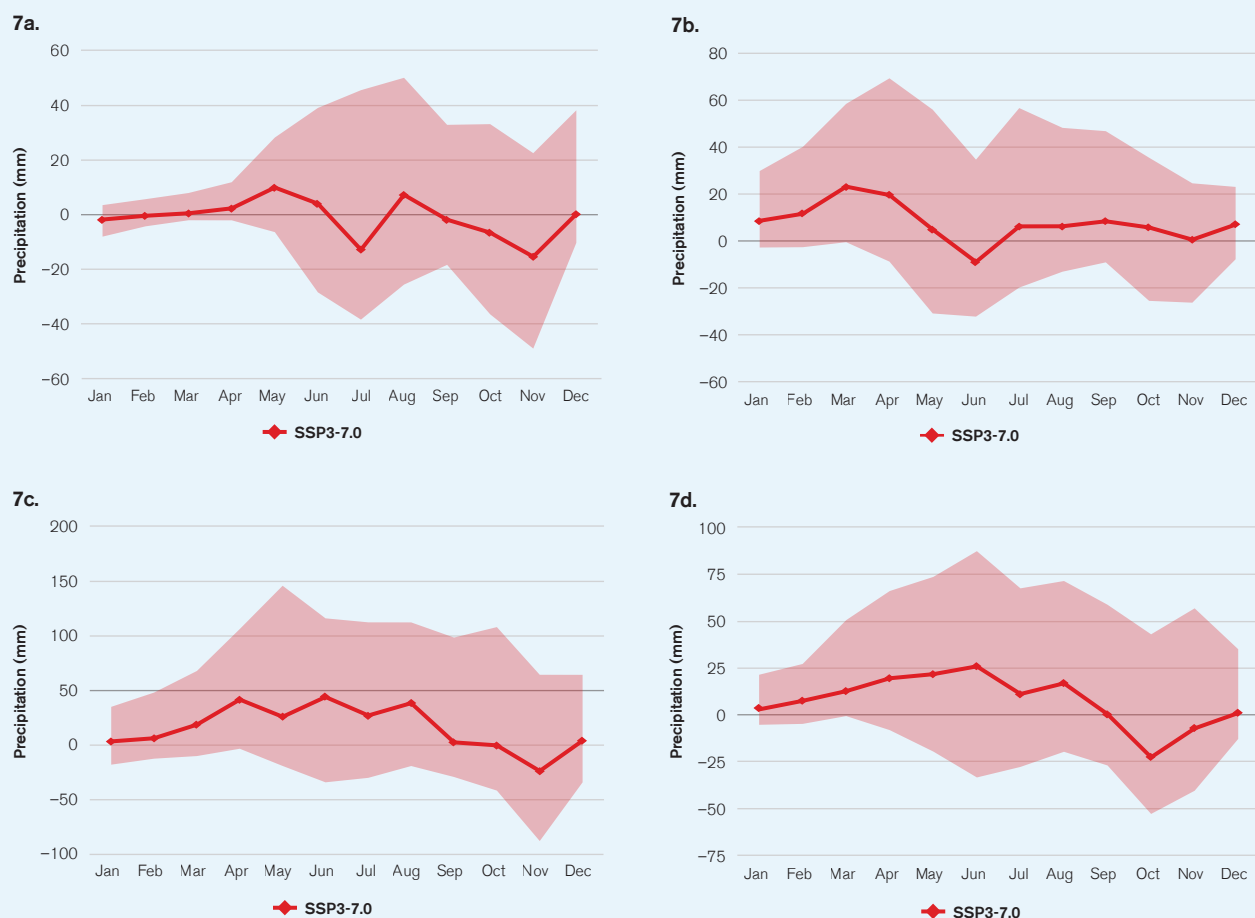 7a.
Precipitation (mm)
60
40
20
0
−20
−40
−60
Jan Feb Mar Apr May Jun Jul Aug Sep Oct Nov Dec
SSP3-7.0
7b.
Precipitation (mm)
80
60
40
20
0
−20
−40
−60
Jan Feb Mar Apr May Jun Jul Aug Sep Oct Nov Dec
SSP3-7.0
7c.
Precipitation (mm)
200
150
100
50
0
−50
−100
Jan Feb Mar Apr May Jun Jul Aug Sep Oct Nov Dec
SSP3-7.0
7d.
Precipitation (mm)
100
75
50
25
0
−25
−50
−75
Jan Feb Mar Apr May Jun Jul Aug Sep Oct Nov Dec
SSP3-7.0